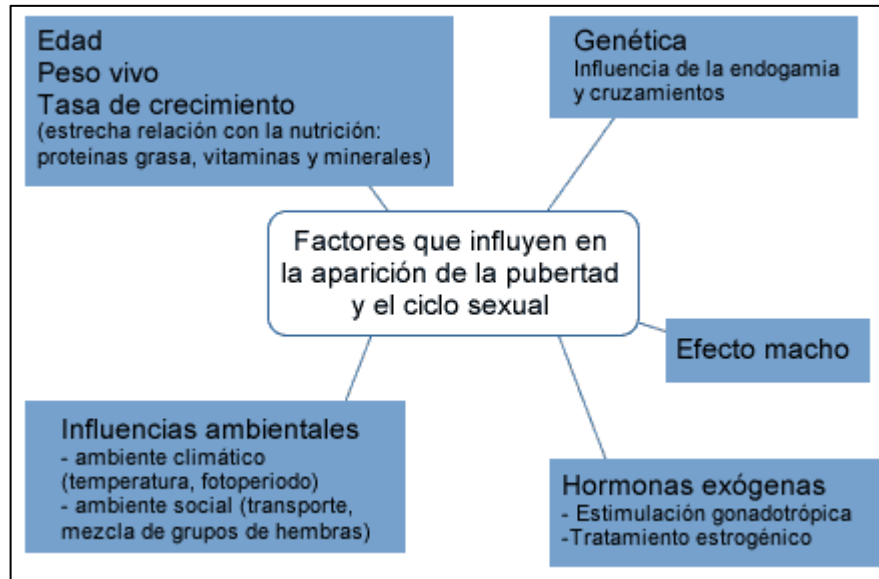 Edad
Peso vivo
Tasa de crecimiento
(estrecha relación con la nutrición:
proteinas grasa, vitaminas y minerales)
Genética
Influencia de la endogamia
y cruzamientos
Factores que influyen en
la aparición de la pubertad
y el ciclo sexual
Efecto macho
Influencias ambientales
- ambiente climático
(temperatura, fotoperiodo)
- ambiente social (transporte,
mezcla de grupos de hembras)
Hormonas exógenas
- Estimulación gonadotrópica
-Tratamiento estrogénico